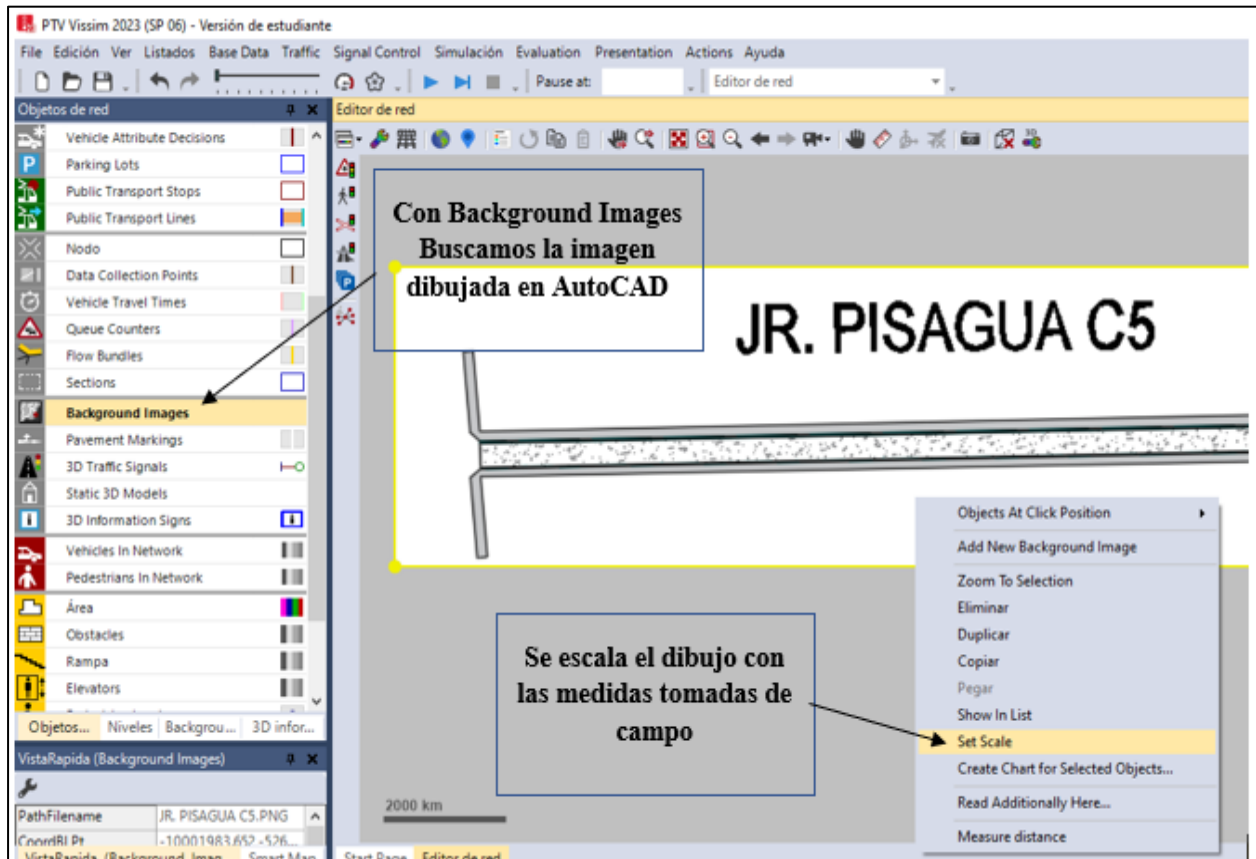 PTV Vissim 2023 (SP 06) - Versión de estudiante
File Edición Ver Listados Base Data Traffic Signal Control Simulación Evaluation Presentation Actions Ayuda
Pause at: Editor de red
Objetos de red
Vehicle Attribute Decisions
Parking Lots
Public Transport Stops
Public Transport Lines
Nodo
Data Collection Points
Vehicle Travel Times
Queue Counters
Flow Bundles
Sections
Background Images
Pavement Markings
3D Traffic Signals
Static 3D Models
3D Information Signs
Vehicles In Network
Pedestrians In Network
Área
Obstacles
Rampa
Elevators
Objetos... Niveles Backgrou... 3D infor...
VistaRapida (Background Images)
PathFilename JR. PISAGUA C5.PNG
CoordBLPt -10001983.652 -526...
VistaRapida (Background Imag... Smart Map
Editor de red
Con Background Images
Buscamos la imagen
dibujada en AutoCAD
JR. PISAGUA C5
Se escala el dibujo con
las medidas tomadas de
campo
2000 km
Objects At Click Position
Add New Background Image
Zoom To Selection
Eliminar
Duplicar
Copiar
Pegar
Show In List
Set Scale
Create Chart for Selected Objects...
Read Additionally Here...
Measure distance
Start Page Editor de red